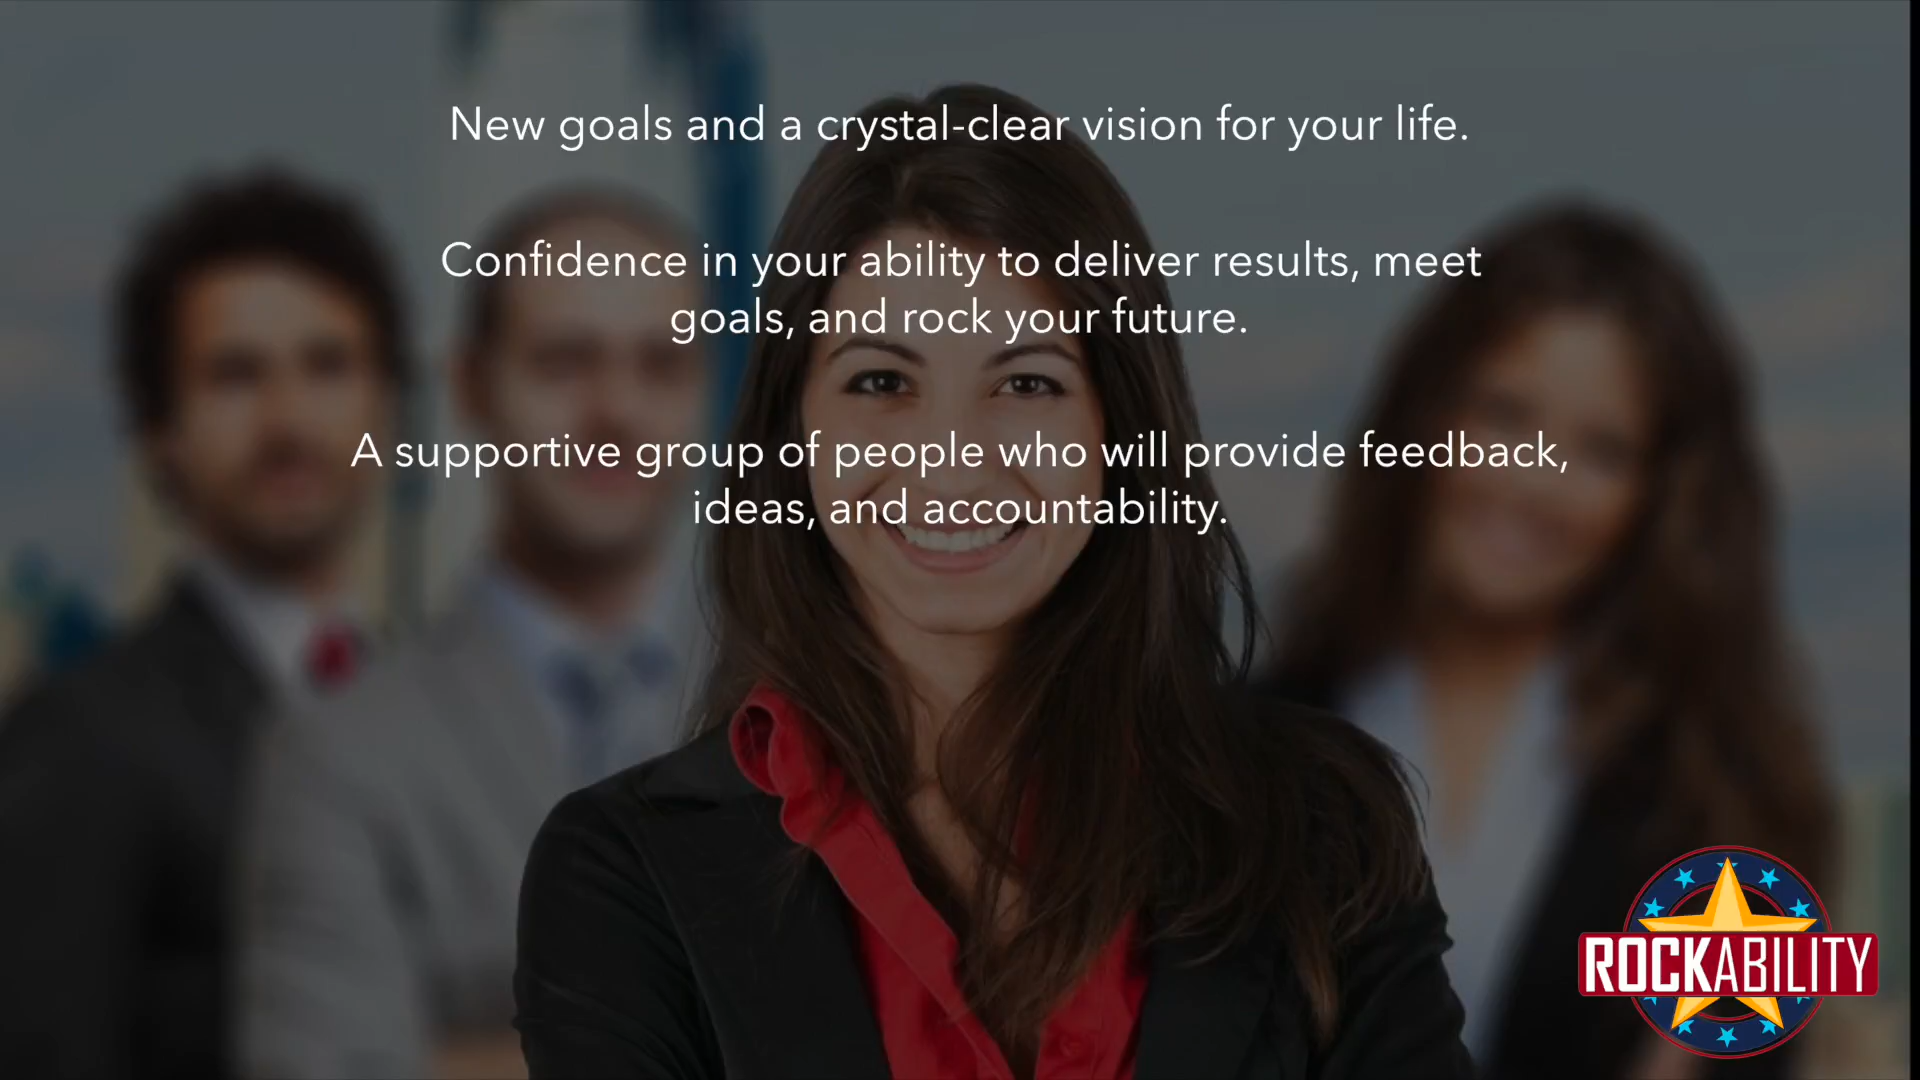 New goals and a crystal-clear vision for your life.
Confidence in your ability to deliver results, meet
goals, and rock your future.
A supportive group of people who will provide feedback,
ideas, and accountability.
ROCKABILITY